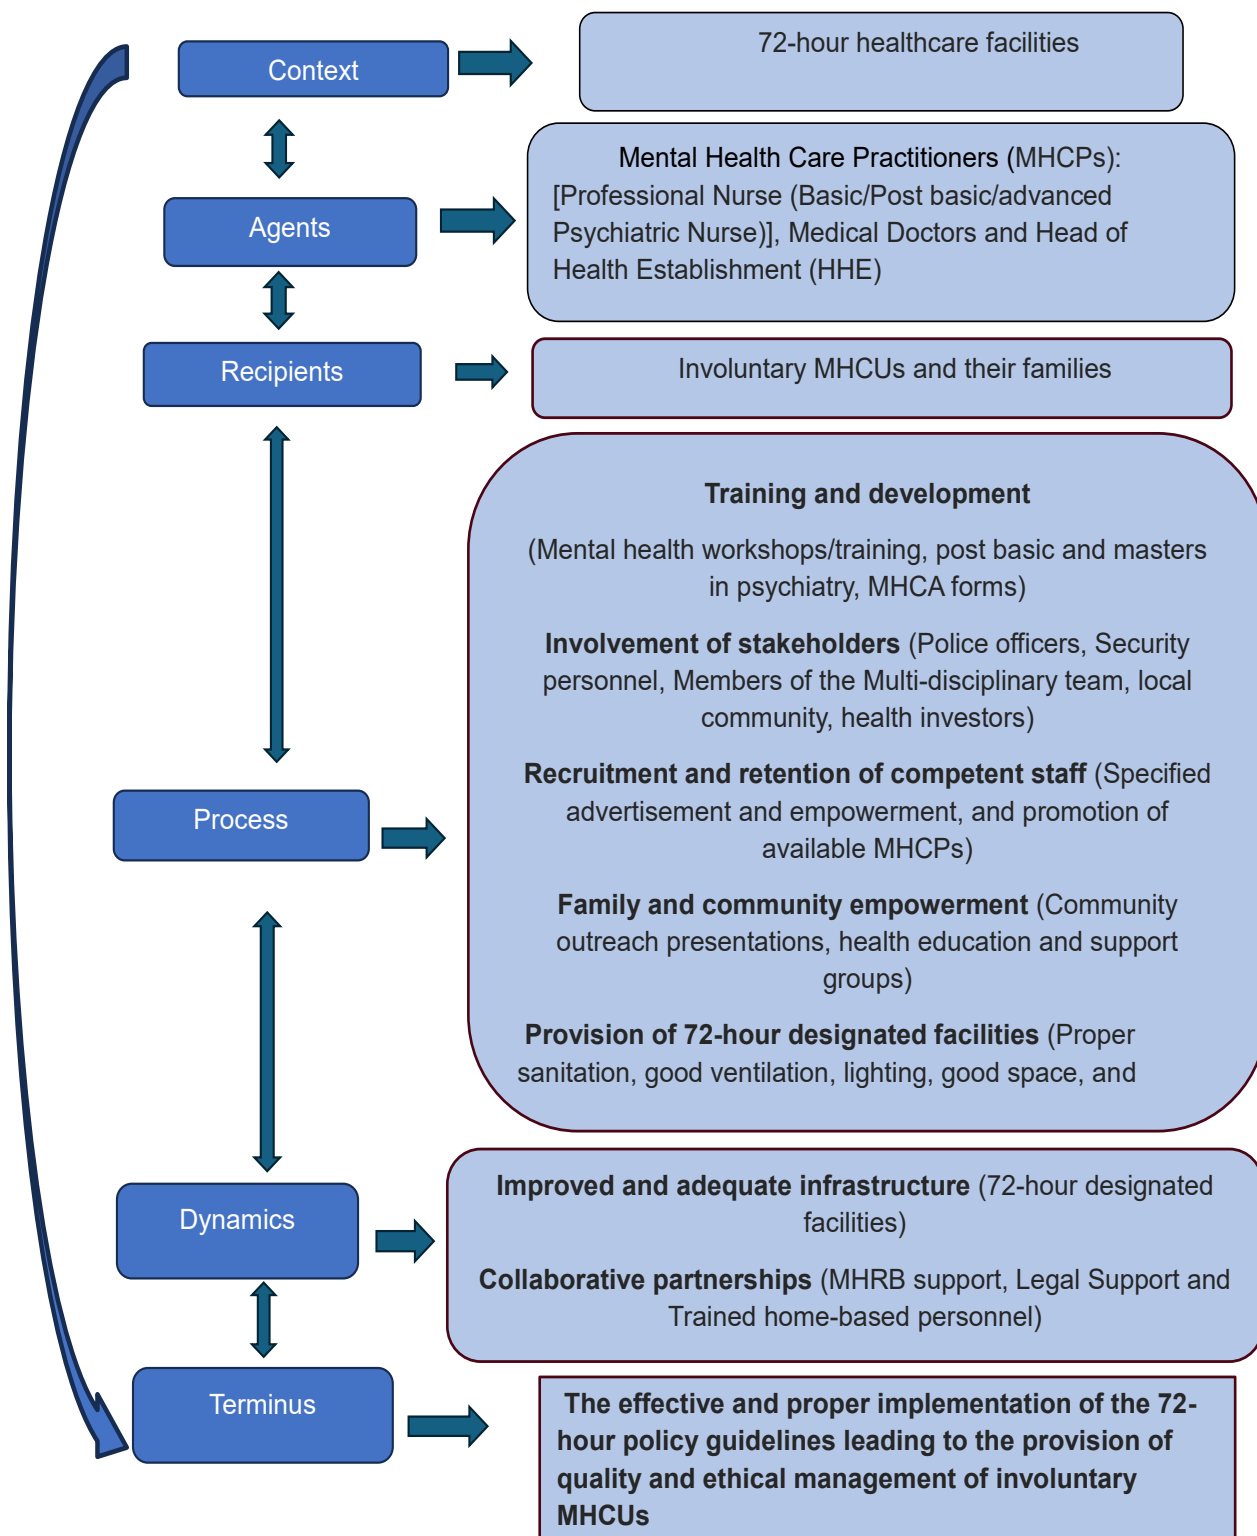 Context
72-hour healthcare facilities
Agents
Mental Health Care Practitioners (MHCPs):
[Professional Nurse (Basic/Post basic/advanced
Psychiatric Nurse)], Medical Doctors and Head of
Health Establishment (HHE)
Recipients
Involuntary MHCUs and their families
Process
Training and development
(Mental health workshops/training, post basic and masters
in psychiatry, MHCA forms)
Involvement of stakeholders (Police officers, Security
personnel, Members of the Multi-disciplinary team, local
community, health investors)
Recruitment and retention of competent staff (Specified
advertisement and empowerment, and promotion of
available MHCPs)
Family and community empowerment (Community
outreach presentations, health education and support
groups)
Provision of 72-hour designated facilities (Proper
sanitation, good ventilation, lighting, good space, and
Dynamics
Improved and adequate infrastructure (72-hour designated
facilities)
Collaborative partnerships (MHRB support, Legal Support and
Trained home-based personnel)
Terminus
The effective and proper implementation of the 72-
hour policy guidelines leading to the provision of
quality and ethical management of involuntary
MHCUs